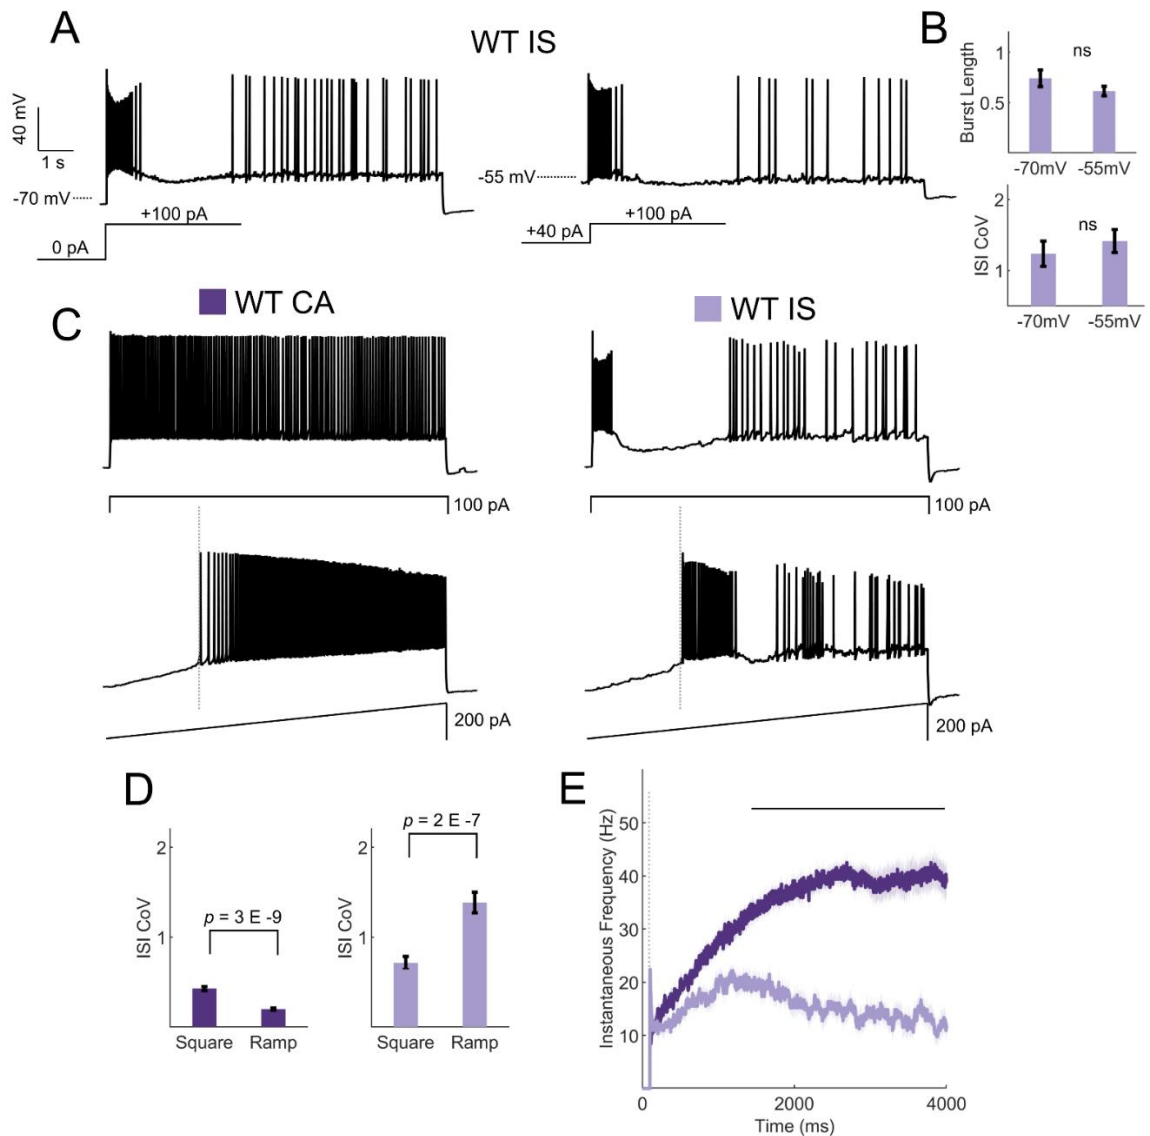 A
WT IS
40 mV
1 s
-70 mV
+100 pA
0 pA
-55 mV
+100 pA
+40 pA
B
Burst Length
1
0.5
ns
-70mV
-55mV
ISI CoV
2
1
ns
-70mV
-55mV
C
WT CA
WT IS
100 pA
100 pA
200 pA
200 pA
D
ISI CoV
2
1
p = 3 E -9
Square
Ramp
ISI CoV
2
1
p = 2 E -7
Square
Ramp
E
Instantaneous Frequency (Hz)
50
40
30
20
10
0
2000
4000
Time (ms)